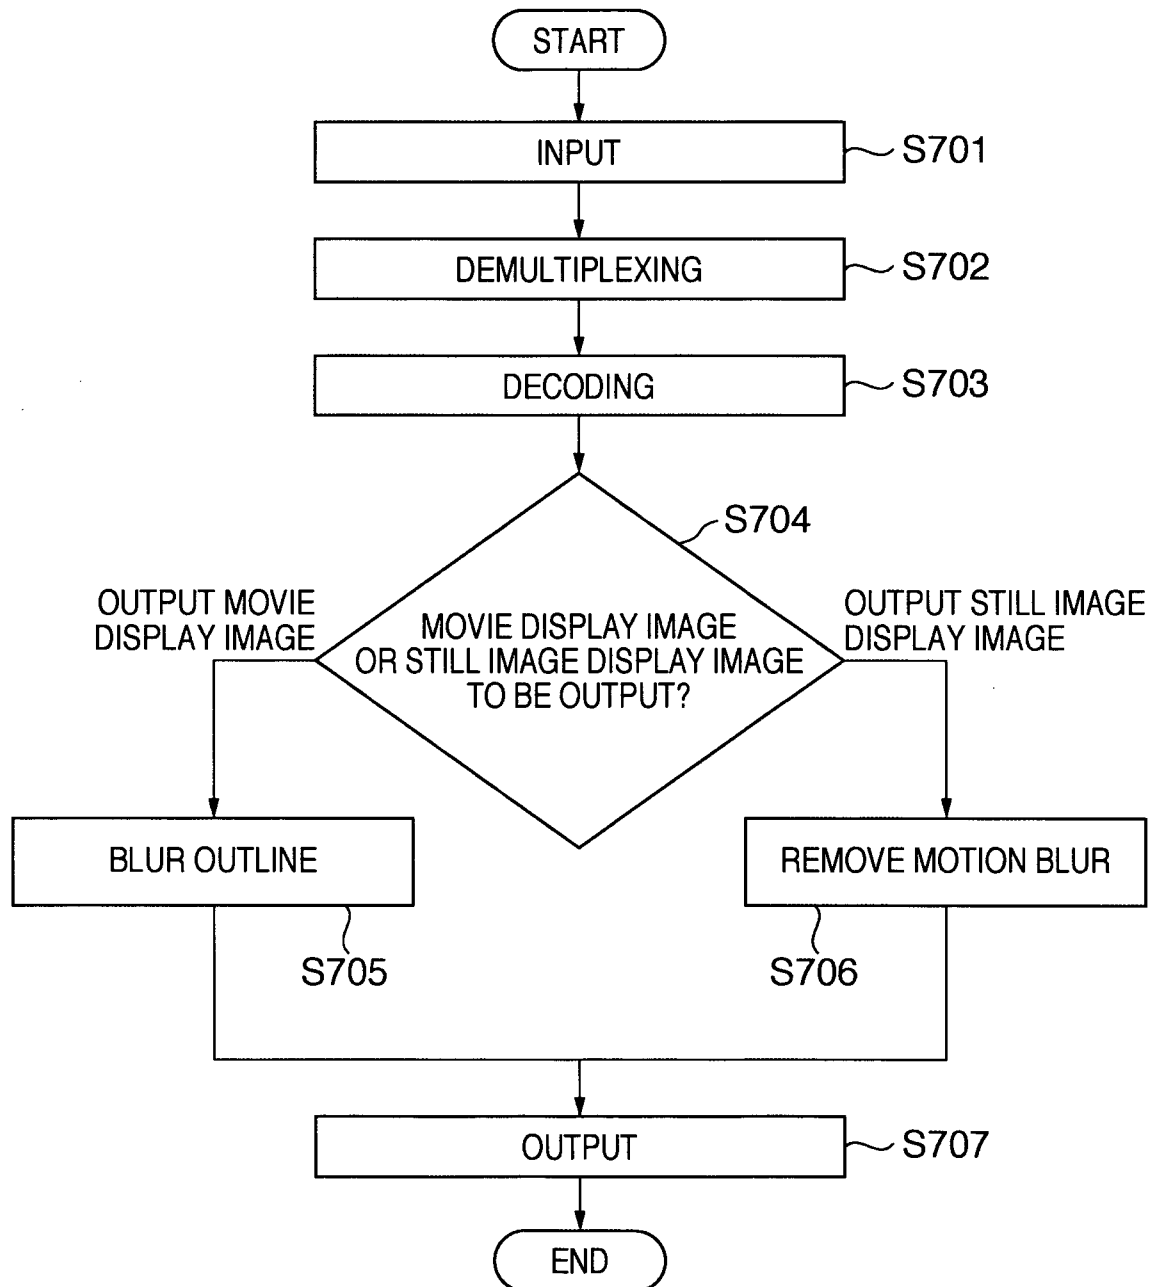 START
INPUT
S701
DEMULTIPLEXING
S702
DECODING
S703
S704
OUTPUT MOVIE
DISPLAY IMAGE
MOVIE DISPLAY IMAGE
OR STILL IMAGE DISPLAY IMAGE
TO BE OUTPUT?
OUTPUT STILL IMAGE
DISPLAY IMAGE
BLUR OUTLINE
S705
REMOVE MOTION BLUR
S706
OUTPUT
S707
END